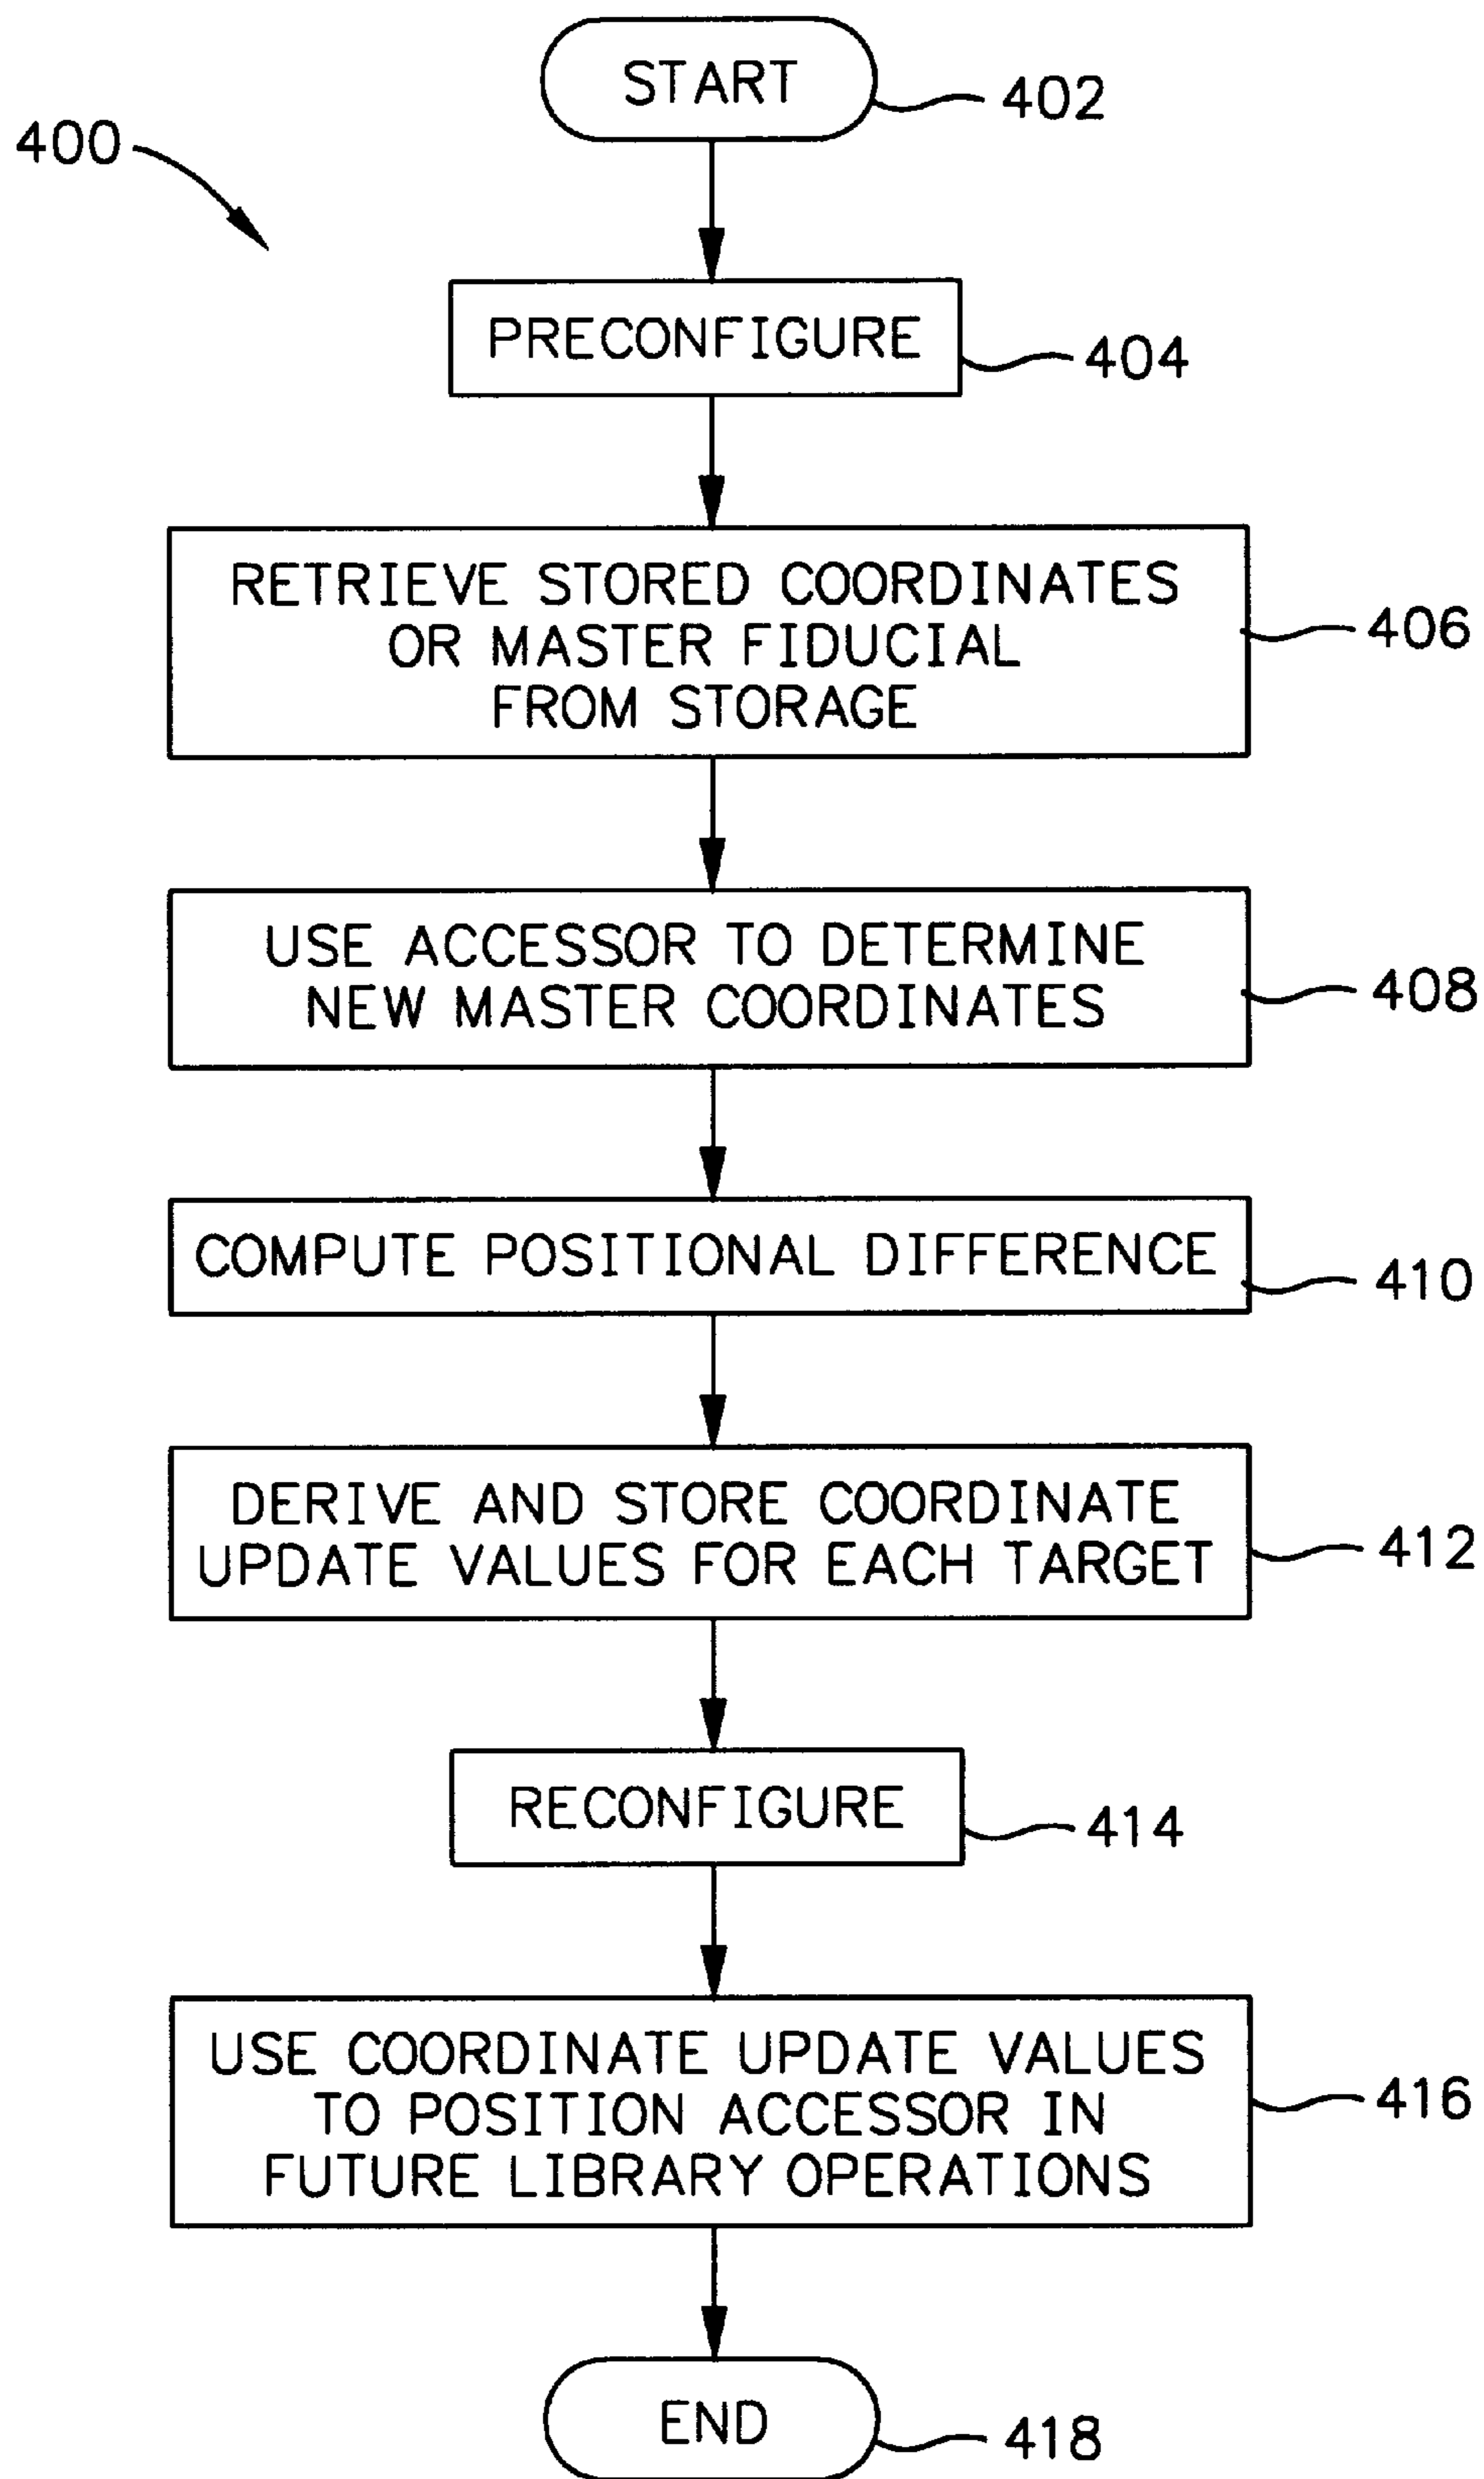 START
402
400
PRECONFIGURE
404
RETRIEVE STORED COORDINATES
OR MASTER FIDUCIAL
FROM STORAGE
406
USE ACCESSOR TO DETERMINE
NEW MASTER COORDINATES
408
COMPUTE POSITIONAL DIFFERENCE
410
DERIVE AND STORE COORDINATE
UPDATE VALUES FOR EACH TARGET
412
RECONFIGURE
414
USE COORDINATE UPDATE VALUES
TO POSITION ACCESSOR IN
FUTURE LIBRARY OPERATIONS
416
END
418